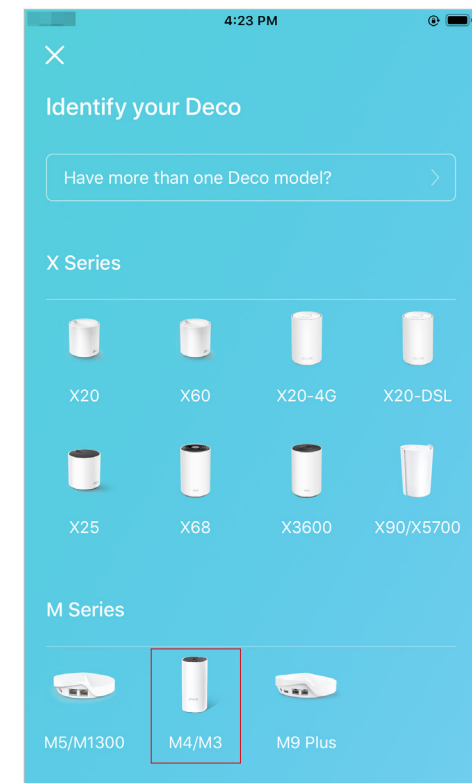 4:23 PM
Identify your Deco
Have more than one Deco model?
X Series
X20 X60 X20-4G X20-DSL
X25 X68 X3600 X90/X5700
M Series
M5/M1300 M4/M3 M9 Plus